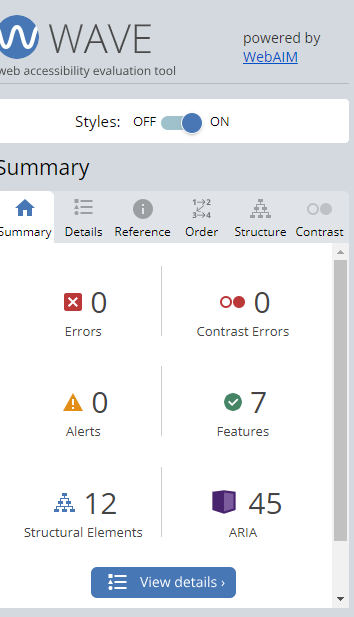 WAVE
web accessibility evaluation tool
powered by
WebAIM
Styles: OFF ON
Summary
Summary Details Reference Order Structure Contrast
0
Errors
0
Contrast Errors
0
Alerts
7
Features
12
Structural Elements
45
ARIA
View details ›